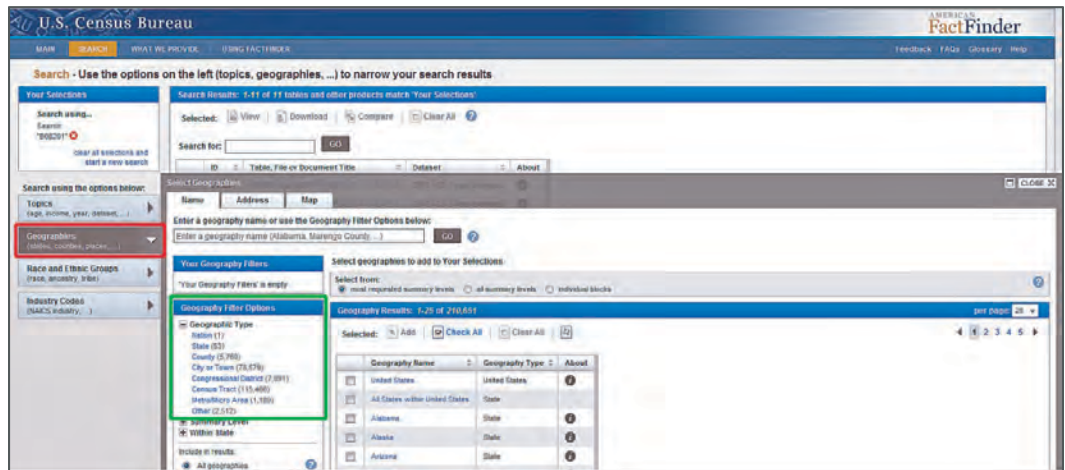 U.S. Census Bureau
AMERICAN
FactFinder
MAIN SEARCH WHAT WE PROVIDE USING FACTFINDER
Feedback FAQs Glossary Help
Search - Use the options on the left (topics, geographies, ...) to narrow your search results
Your Selections
Search using...
Search:
"B08201"
clear all selections and
start a new search
Search Results: 1-11 of 11 tables and other products match 'Your Selections'
Selected: View Download Compare Clear All
Search for: GO
ID Table, File or Document Title Dataset About
Search using the options below:
Topics
(age, income, year, dataset, ...)
Geographies
(states, counties, places, ...)
Race and Ethnic Groups
(race, ancestry, tribe)
Industry Codes
(NAICS industry, ...)
Select Geographies
CLOSE X
Name Address Map
Enter a geography name or use the Geography Filter Options below:
Enter a geography name (Alabama, Marengo County, ...) GO
Your Geography Filters
'Your Geography Filters' is empty
Geography Filter Options
Geographic Type
Nation (1)
State (53)
County (5,760)
City or Town (78,679)
Congressional District (7,891)
Census Tract (115,466)
Metro/Micro Area (1,189)
Other (2,512)
Summary Level
Within State
Include in results:
All geographies
Select geographies to add to Your Selections
Select from:
most requested summary levels all summary levels individual blocks
Geography Results: 1-25 of 210,651
per page: 25
Selected: Add Check All Clear All
1 2 3 4 5
Geography Name Geography Type About
United States United States
All States within United States State
Alabama State
Alaska State
Arizona State